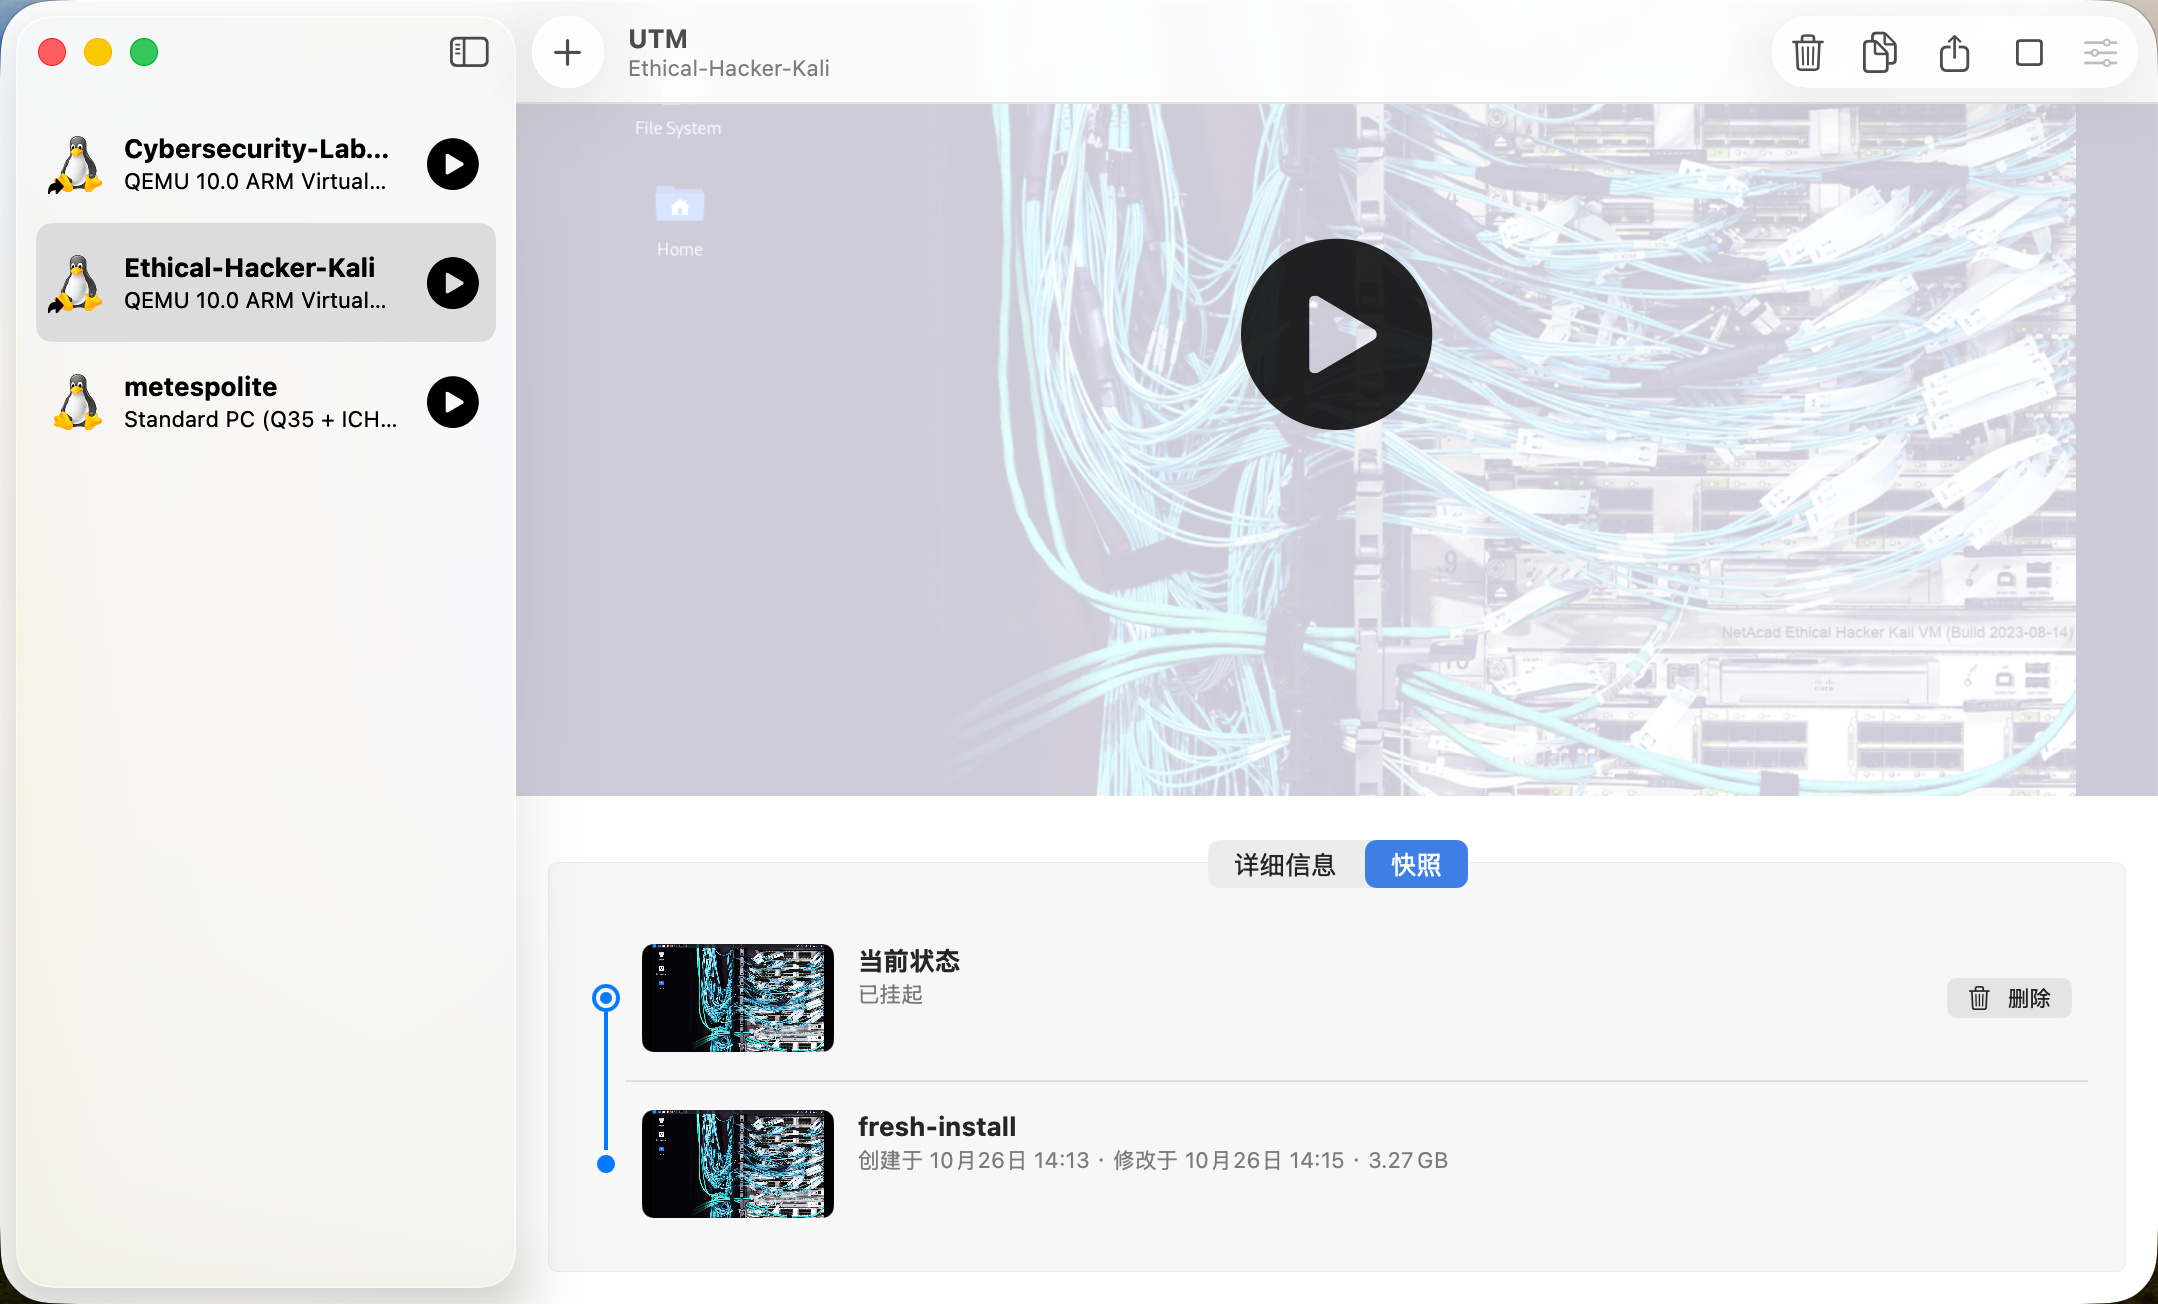 UTM
Ethical-Hacker-Kali
Cybersecurity-Lab...
QEMU 10.0 ARM Virtual...
Ethical-Hacker-Kali
QEMU 10.0 ARM Virtual...
metespolite
Standard PC (Q35 + ICH...
File System
Home
NetAcad Ethical Hacker Kali VM (Build 2023-08-14)
详细信息
快照
当前状态
已挂起
删除
fresh-install
创建于 10月26日 14:13 · 修改于 10月26日 14:15 · 3.27 GB